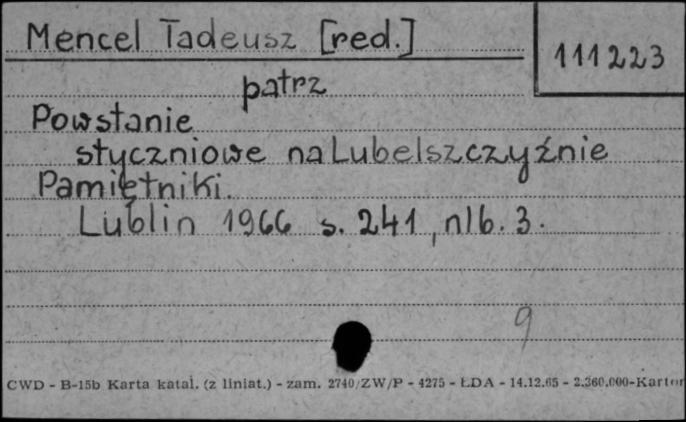 Mencel Tadeusz [red.]
111223
patrz
Powstanie
styczniowe na Lubelszczyźnie
Pamiętniki.
Lublin 1966 s. 241, nlb. 3.
9
CWD - B-15b Karta katal. (z liniat.) - zam. 2740/ZW/P - 4275 - ŁDA - 14.12.65 - 2.360.000-Karton